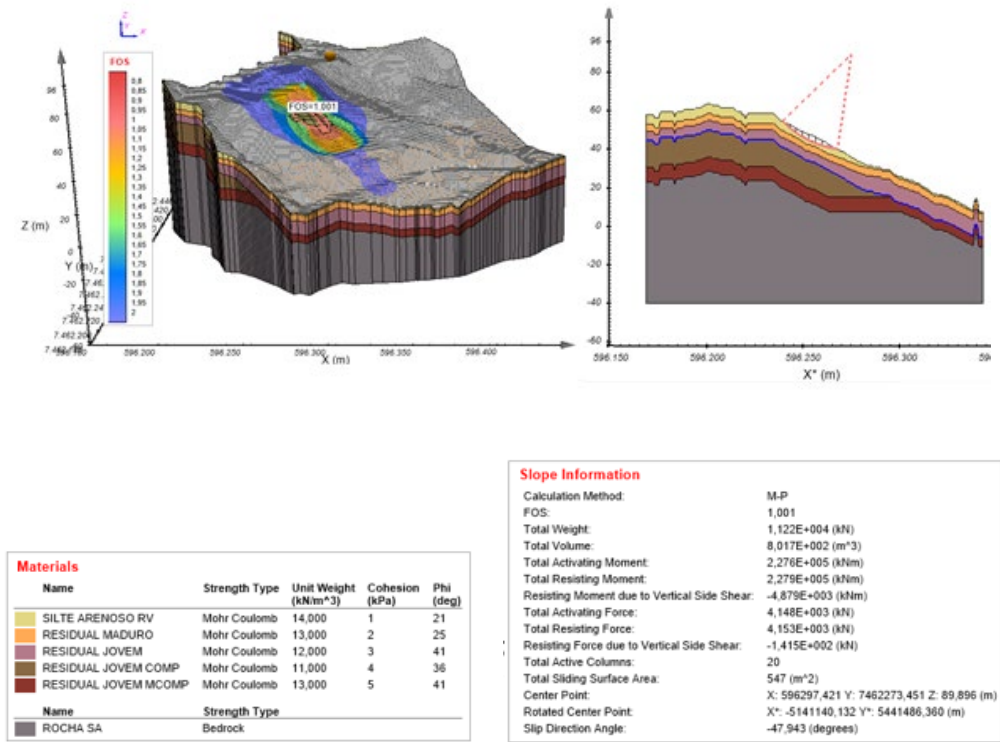 Z
Y
X
FOS
0,8
0,85
0,9
0,95
1
1,05
1,1
1,15
1,2
1,25
1,3
1,35
1,4
1,45
1,5
1,55
1,6
1,65
1,7
1,75
1,8
1,85
1,9
1,95
2
FOS=1.001
96
80
60
40
20
0
Z (m)
Y (m)
7.462.220
596.200
596.250
596.300
596.350
596.400
X (m)
96
80
60
40
20
0
-20
-40
-60
596.150
596.200
596.250
596.300
X* (m)
Materials
Name Strength Type Unit Weight (kN/m^3) Cohesion (kPa) Phi (deg)
SILTE ARENOSO RV Mohr Coulomb 14,000 1 21
RESIDUAL MADURO Mohr Coulomb 13,000 2 25
RESIDUAL JOVEM Mohr Coulomb 12,000 3 41
RESIDUAL JOVEM COMP Mohr Coulomb 11,000 4 36
RESIDUAL JOVEM MCOMP Mohr Coulomb 13,000 5 41
Name Strength Type
ROCHA SA Bedrock
Slope Information
Calculation Method: M-P
FOS: 1,001
Total Weight: 1,122E+004 (kN)
Total Volume: 8,017E+002 (m^3)
Total Activating Moment: 2,276E+005 (kNm)
Total Resisting Moment: 2,279E+005 (kNm)
Resisting Moment due to Vertical Side Shear: -4,879E+003 (kNm)
Total Activating Force: 4,148E+003 (kN)
Total Resisting Force: 4,153E+003 (kN)
Resisting Force due to Vertical Side Shear: -1,415E+002 (kN)
Total Active Columns: 20
Total Sliding Surface Area: 547 (m^2)
Center Point: X: 596297,421 Y: 7462273,451 Z: 89,896 (m)
Rotated Center Point: X*: -5141140,132 Y*: 5441486,360 (m)
Slip Direction Angle: -47,943 (degrees)